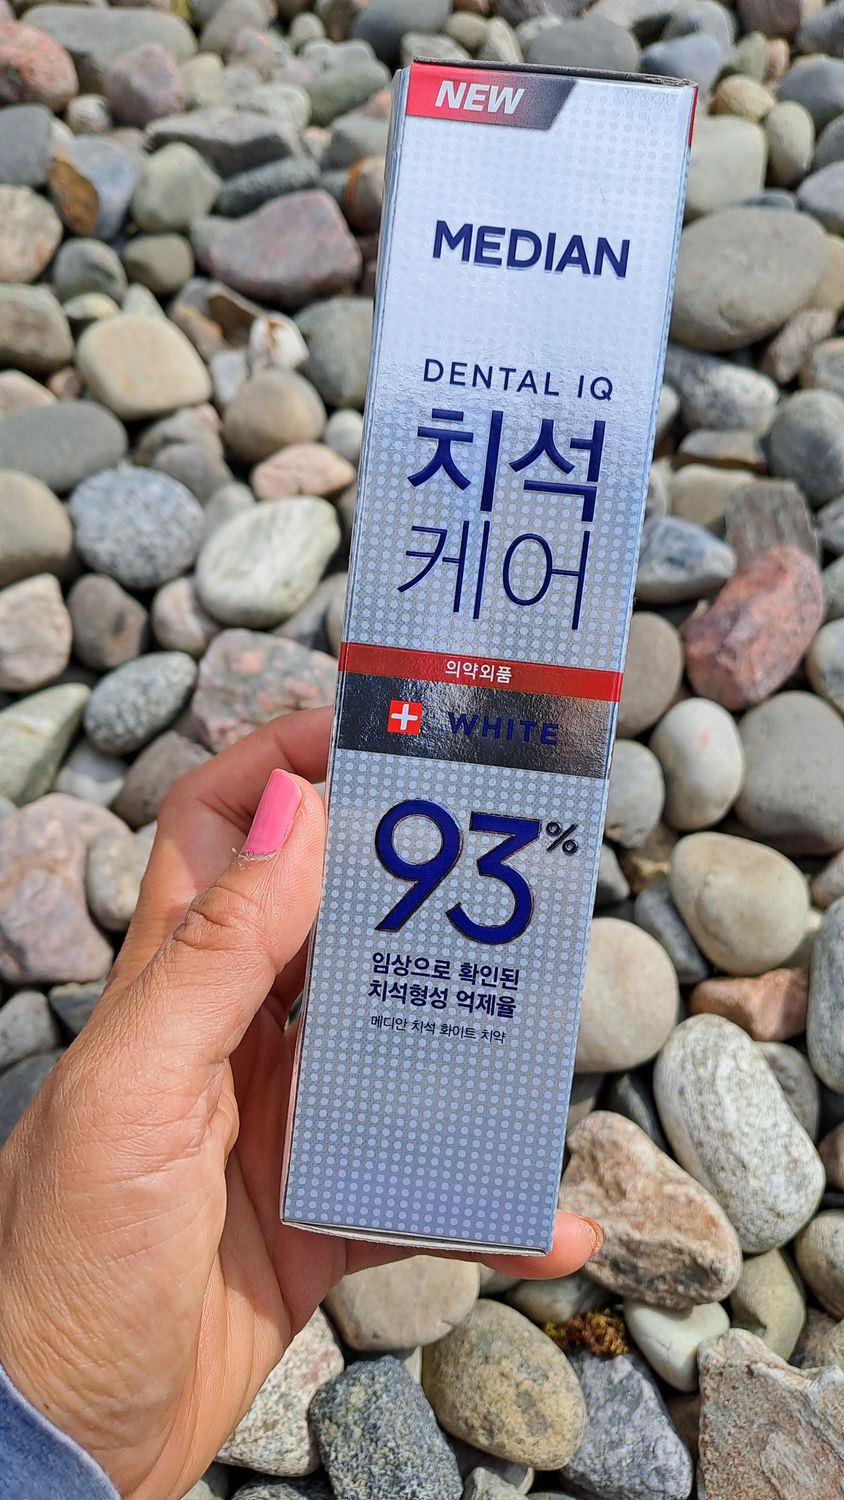 NEW
MEDIAN
DENTAL IQ
치석
케어
의약외품
WHITE
93%
임상으로 확인된
치석형성 억제율
메디안 치석 화이트 치약